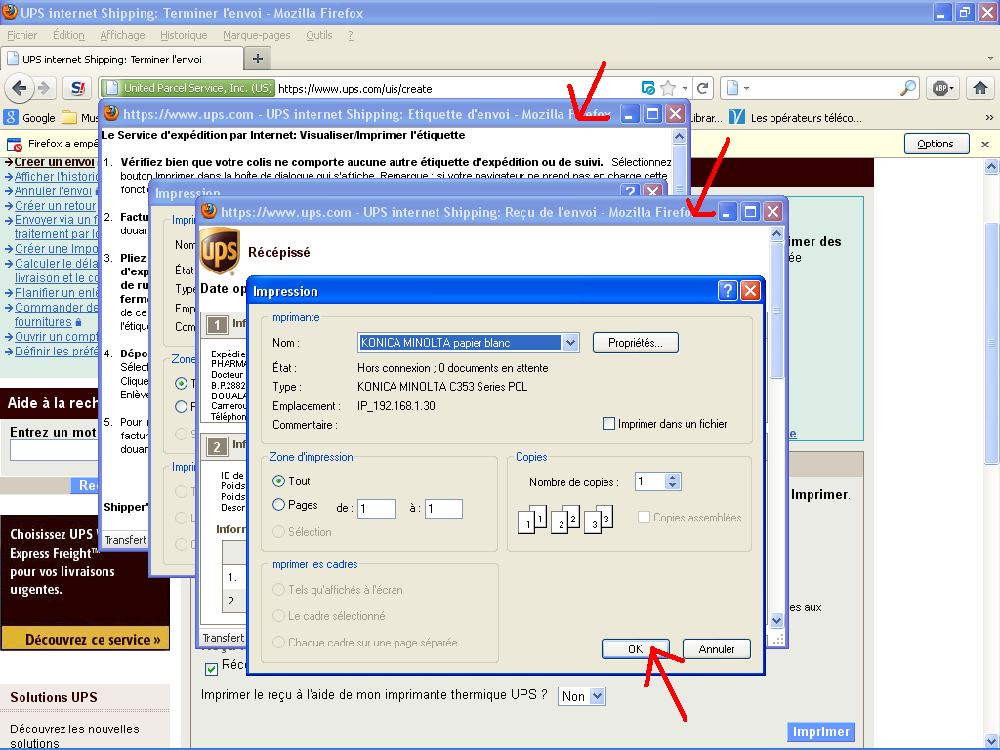 UPS internet Shipping: Terminer l'envoi - Mozilla Firefox
Fichier Édition Affichage Historique Marque-pages Outils ?
UPS internet Shipping: Terminer l'envoi
United Parcel Service, Inc. (US) https://www.ups.com/uis/create
ABP
Google Mus
Librar... Les opérateurs téléco...
Firefox a empê
Options
https://www.ups.com - UPS internet Shipping: Etiquette d'envoi - Mozilla Firefox
Le Service d'expédition par Internet: Visualiser/Imprimer l'étiquette
1. Vérifiez bien que votre colis ne comporte aucune autre étiquette d'expédition ou de suivi. Sélectionnez
bouton Imprimer dans la boîte de dialogue qui s'affiche. Remarque : si votre navigateur ne prend pas en charge cette
fonctio
2. Factu
douan
3. Pliez
d'exp
de ru
ferme
de ce
l'étiqu
4. Dépo
Sélect
Clique
Enlève
5. Pour i
factur
douan
Shipper'
Transfert
Créer un envoi
Afficher l'histori
Annuler l'envoi
Créer un retour
Envoyer via un f
traitement par lo
Créer une Impo
Calculer le déla
livraison et le co
Planifier un enle
Commander de
fournitures
Ouvrir un compt
Définir les préfé
Aide à la rech
Entrez un mot
Re
Choisissez UPS
Express Freight™
pour vos livraisons
urgentes.
Découvrez ce service »
Solutions UPS
Découvrez les nouvelles
solutions
Impression
Impri
Nom
État
Type
Emp
Com
Zone
T
P
S
Impri
T
L
C
https://www.ups.com - UPS internet Shipping: Reçu de l'envoi - Mozilla Firefo
ups
Récépissé
Date op
1 Inf
Expédie
PHARMA
Docteur
B.P.2882
DOUALA
Camerou
Téléphon
2 Inf
ID de
Poids
Poids
Descr
Inform
1.
2.
Transfert
Impression
Imprimante
Nom : KONICA MINOLTA papier blanc Propriétés...
État : Hors connexion ; 0 documents en attente
Type : KONICA MINOLTA C353 Series PCL
Emplacement : IP_192.168.1.30
Commentaire : Imprimer dans un fichier
Zone d'impression
Tout
Pages de : 1 à : 1
Sélection
Copies
Nombre de copies : 1
1 1 2 2 3 3 Copies assemblées
Imprimer les cadres
Tels qu'affichés à l'écran
Le cadre sélectionné
Chaque cadre sur une page séparée
OK Annuler
rimer des
ée
e.
Imprimer.
es aux
Réc
Imprimer le reçu à l'aide de mon imprimante thermique UPS ? Non
Imprimer